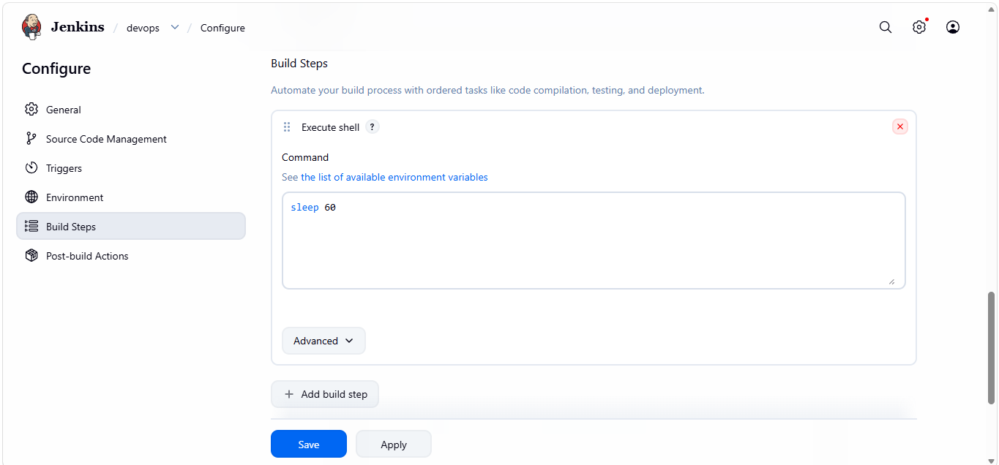 Jenkins / devops / Configure
Configure
General
Source Code Management
Triggers
Environment
Build Steps
Post-build Actions
Build Steps
Automate your build process with ordered tasks like code compilation, testing, and deployment.
Execute shell ?
Command
See the list of available environment variables
sleep 60
Advanced
+ Add build step
Save Apply